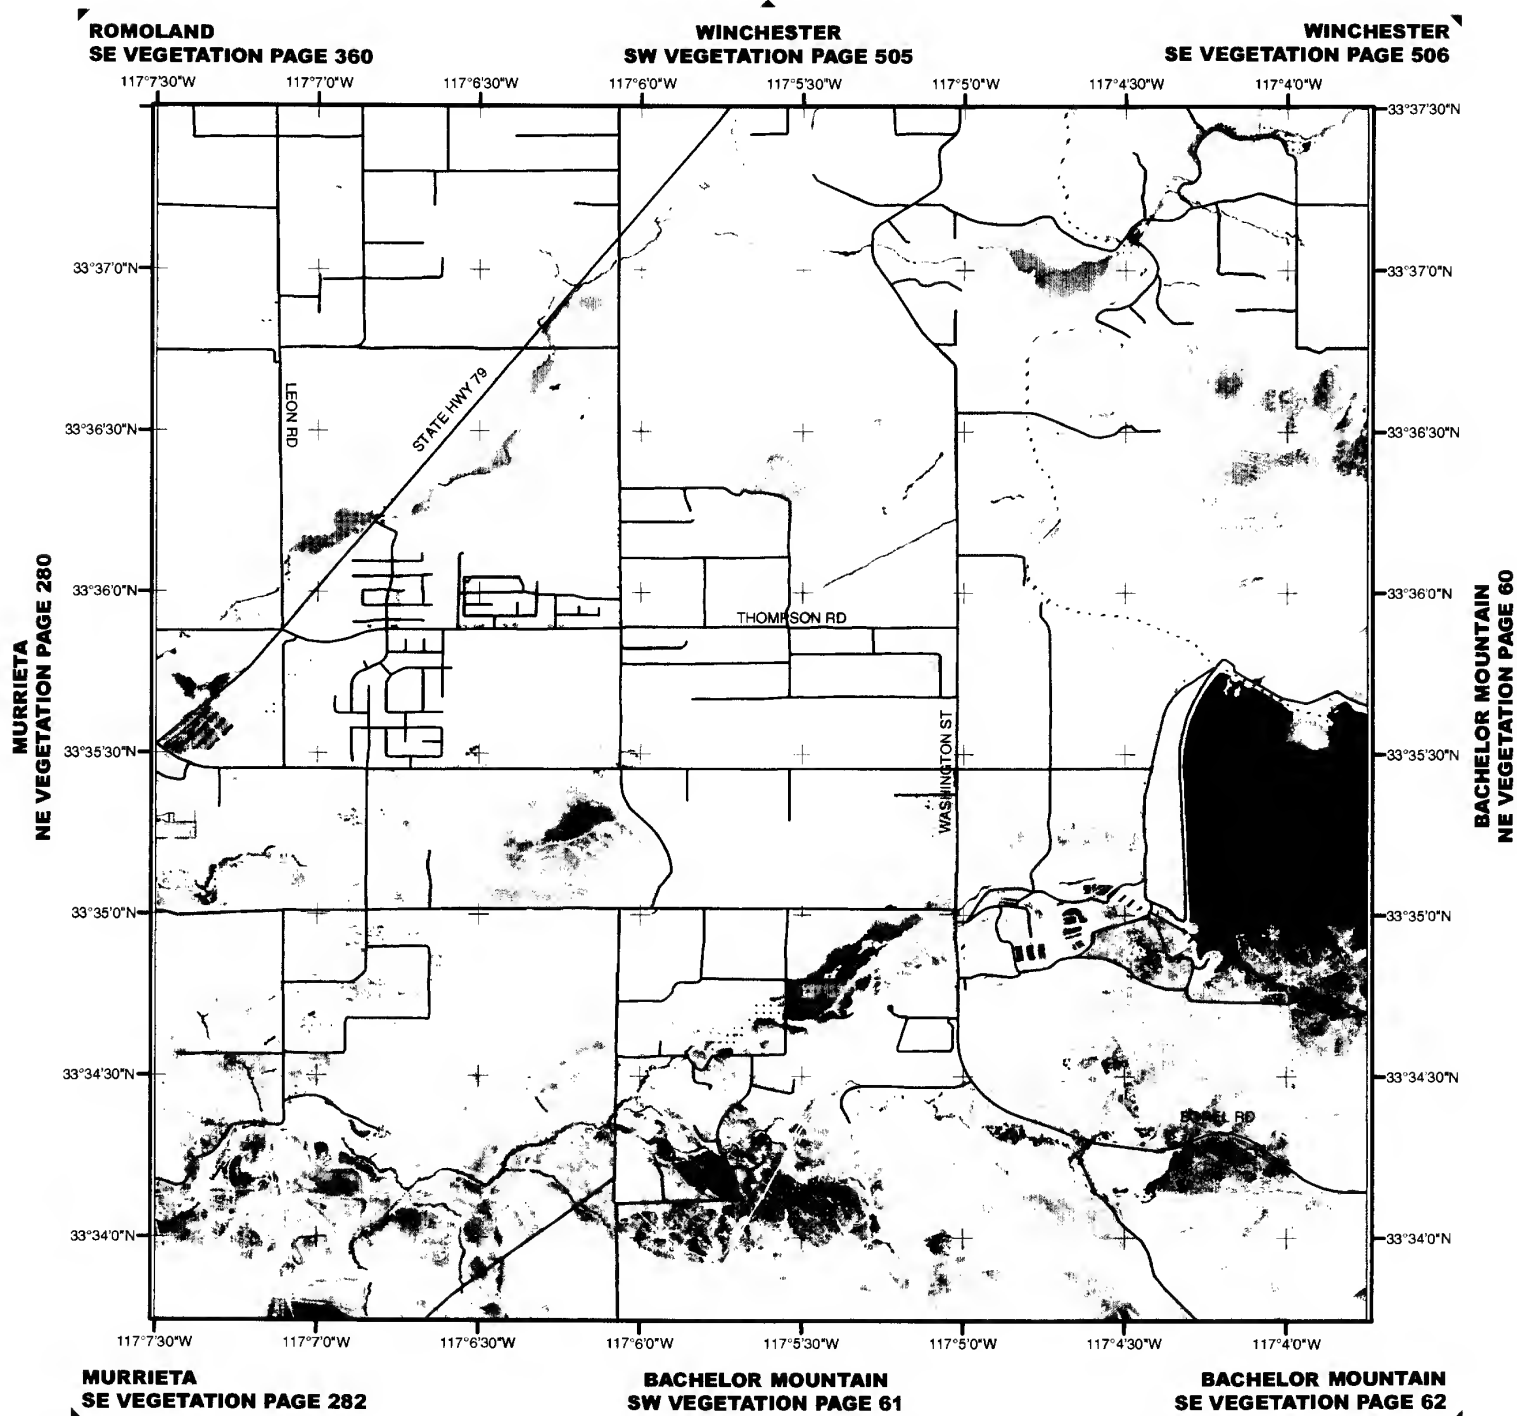 ROMOLAND
SE VEGETATION PAGE 360
WINCHESTER
SW VEGETATION PAGE 505
WINCHESTER
SE VEGETATION PAGE 506
117°7'30"W 117°7'0"W 117°6'30"W 117°6'0"W 117°5'30"W 117°5'0"W 117°4'30"W 117°4'0"W
33°37'30"N
33°37'0"N 33°37'0"N
LEON RD
STATE HWY 79
33°36'30"N 33°36'30"N
MURRIETA
NE VEGETATION PAGE 280
BACHELOR MOUNTAIN
NE VEGETATION PAGE 60
33°36'0"N 33°36'0"N
THOMPSON RD
WASHINGTON ST
33°35'30"N 33°35'30"N
33°35'0"N 33°35'0"N
33°34'30"N 33°34'30"N
BOREL RD
33°34'0"N 33°34'0"N
117°7'30"W 117°7'0"W 117°6'30"W 117°6'0"W 117°5'30"W 117°5'0"W 117°4'30"W 117°4'0"W
MURRIETA
SE VEGETATION PAGE 282
BACHELOR MOUNTAIN
SW VEGETATION PAGE 61
BACHELOR MOUNTAIN
SE VEGETATION PAGE 62